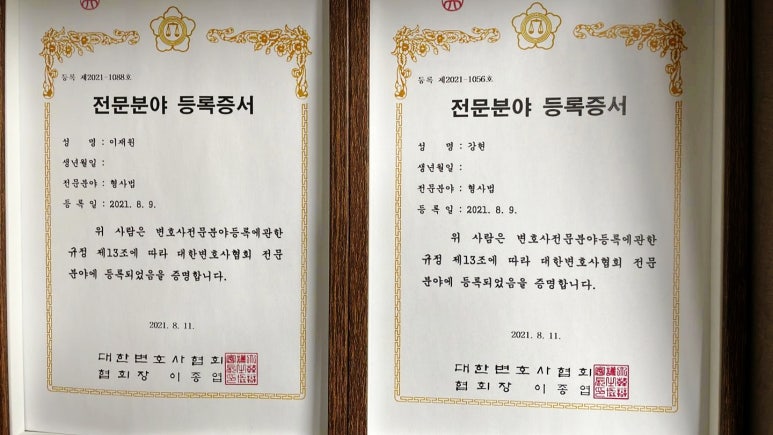 등록 제2021-1088호
전문분야 등록증서
성 명 : 이재원
생년월일 :
전문분야 : 형사법
등 록 일 : 2021. 8. 9.
위 사람은 변호사전문분야등록에관한
규정 제13조에 따라 대한변호사협회 전문
분야에 등록되었음을 증명합니다.
2021. 8. 11.
대한변호사협회
협회장 이종엽
등록 제2021-1056호
전문분야 등록증서
성 명 : 강현
생년월일 :
전문분야 : 형사법
등 록 일 : 2021. 8. 9.
위 사람은 변호사전문분야등록에관한
규정 제13조에 따라 대한변호사협회 전문
분야에 등록되었음을 증명합니다.
2021. 8. 11.
대한변호사협회
협회장 이종엽